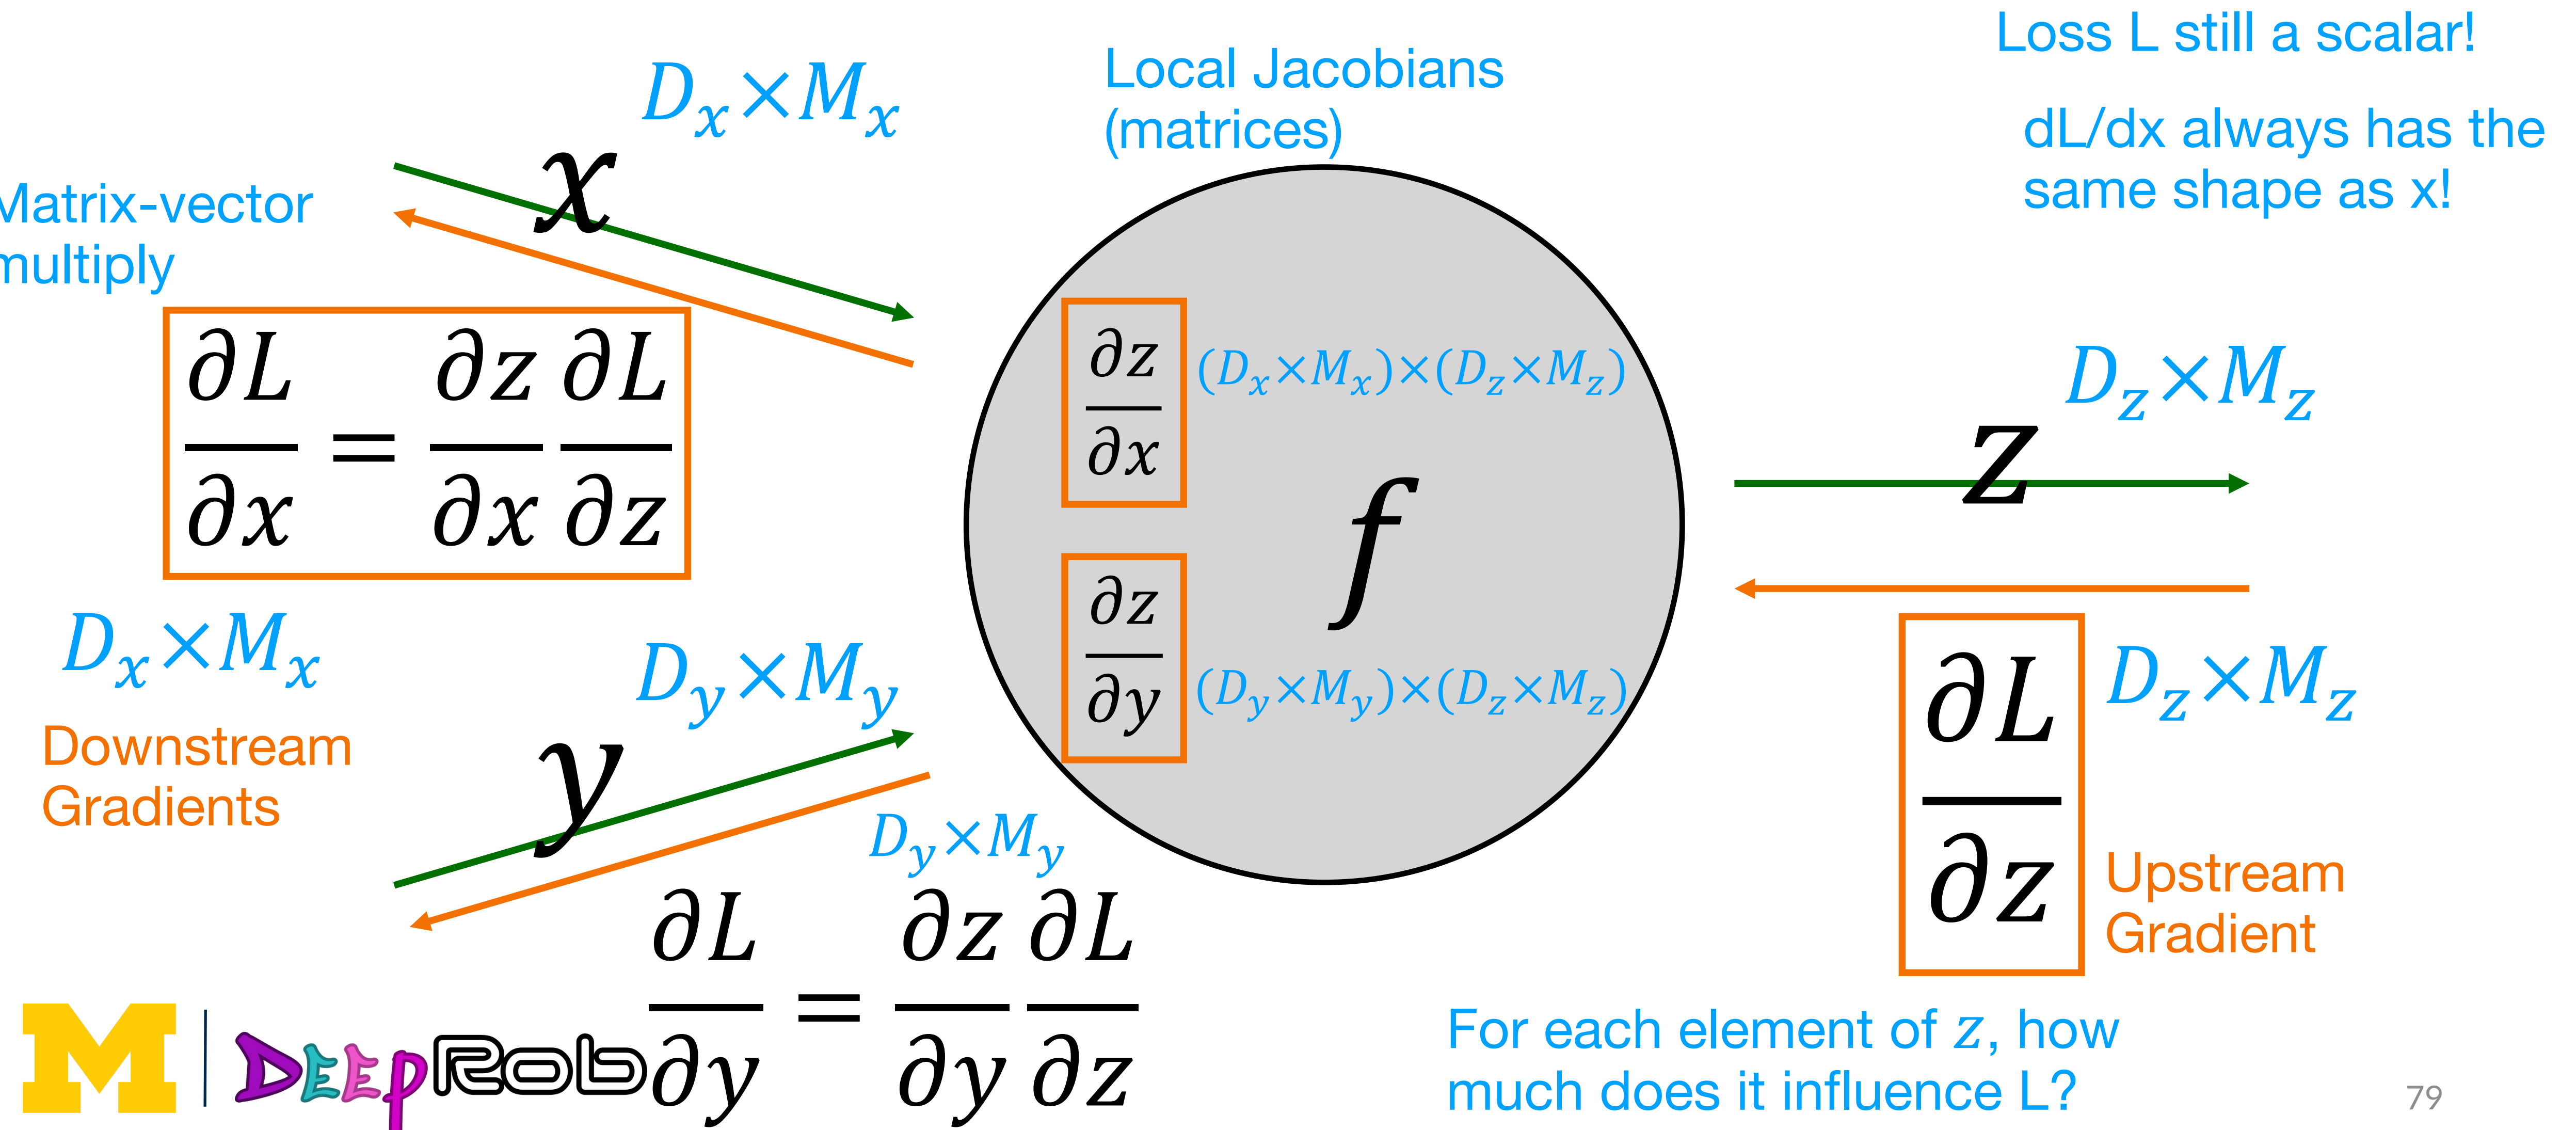 Loss L still a scalar!
dL/dx always has the
same shape as x!
Local Jacobians
(matrices)
D_x×M_x
x
Matrix-vector
multiply
∂L/∂x = ∂z/∂x ∂L/∂z
D_x×M_x
Downstream
Gradients
∂z/∂x (D_x×M_x)×(D_z×M_z)
f
∂z/∂y (D_y×M_y)×(D_z×M_z)
D_z×M_z
z
D_y×M_y
y
D_y×M_y
∂L/∂y = ∂z/∂y ∂L/∂z
∂L/∂z
D_z×M_z
Upstream
Gradient
For each element of z, how
much does it influence L?
M
DEEPROB
79